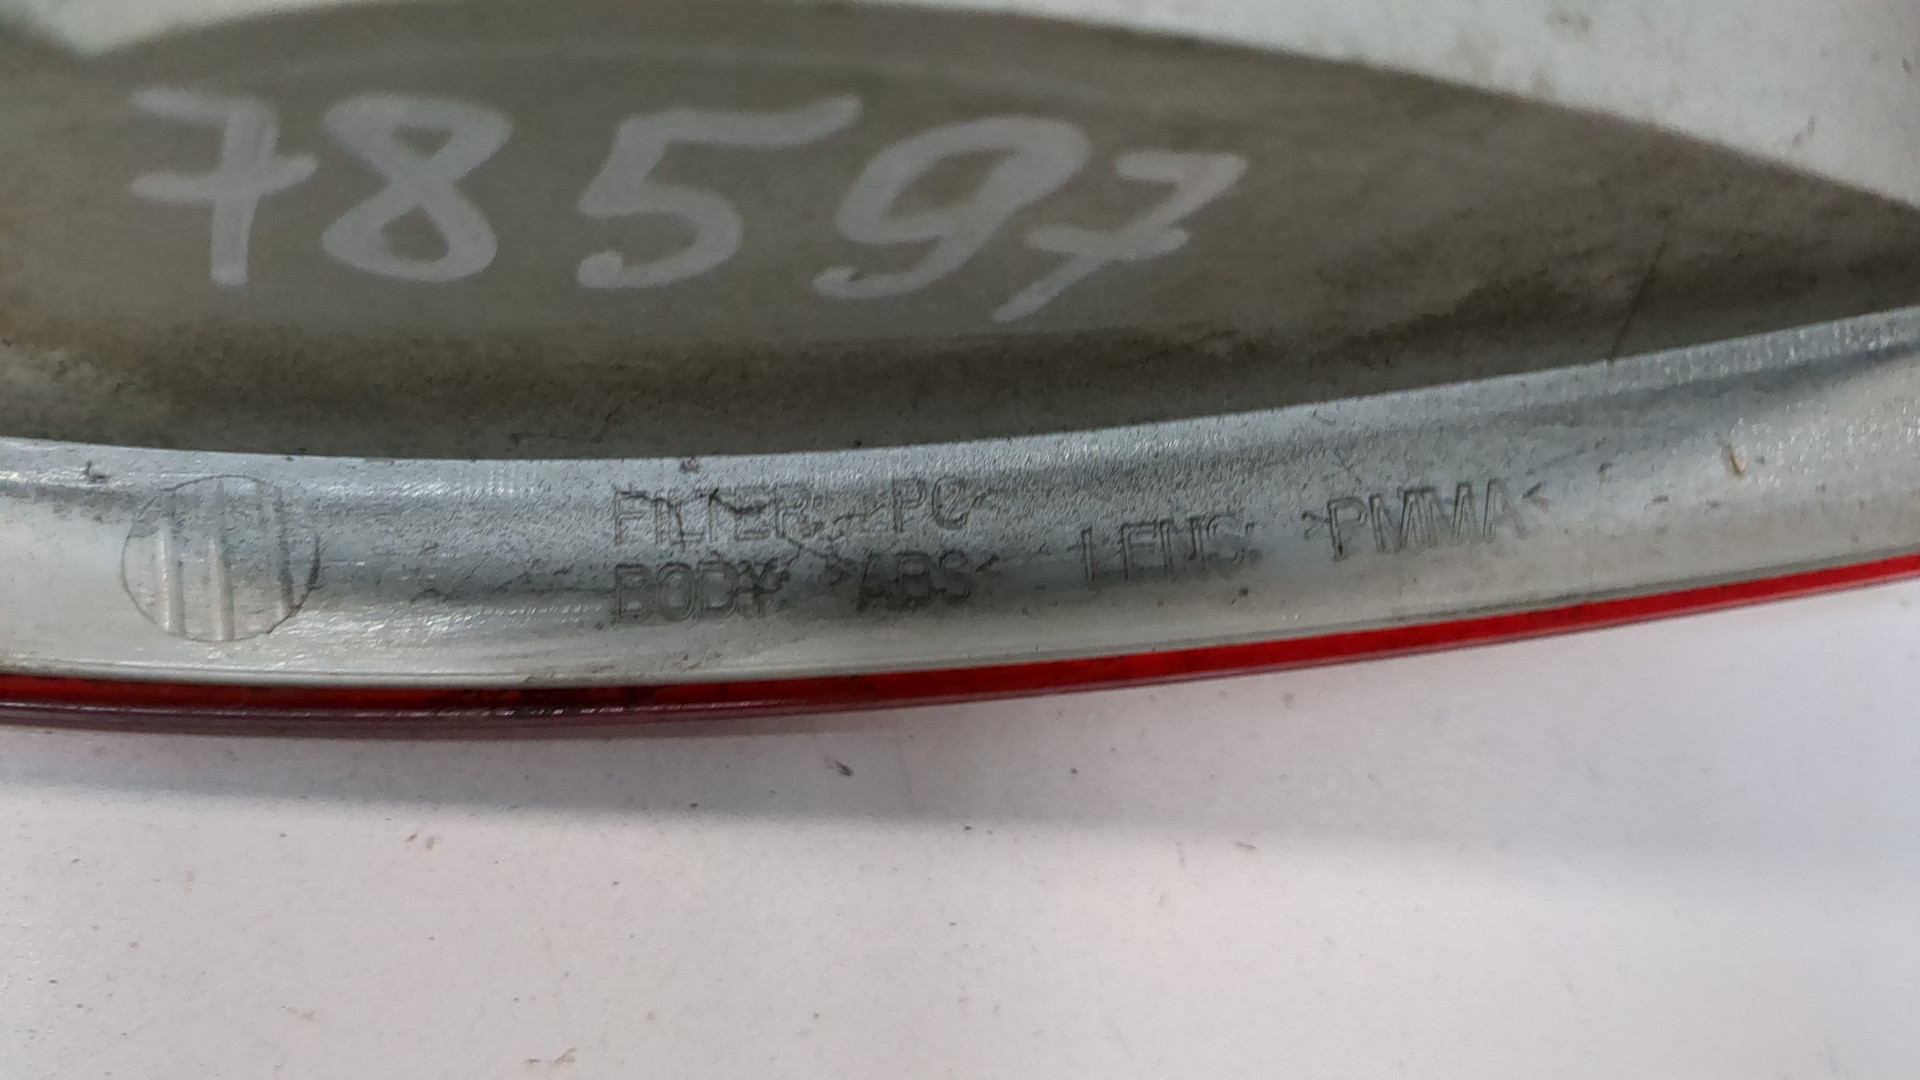 78597
FILTER: >PC<
BODY: >ABS< LENS: >PMMA<